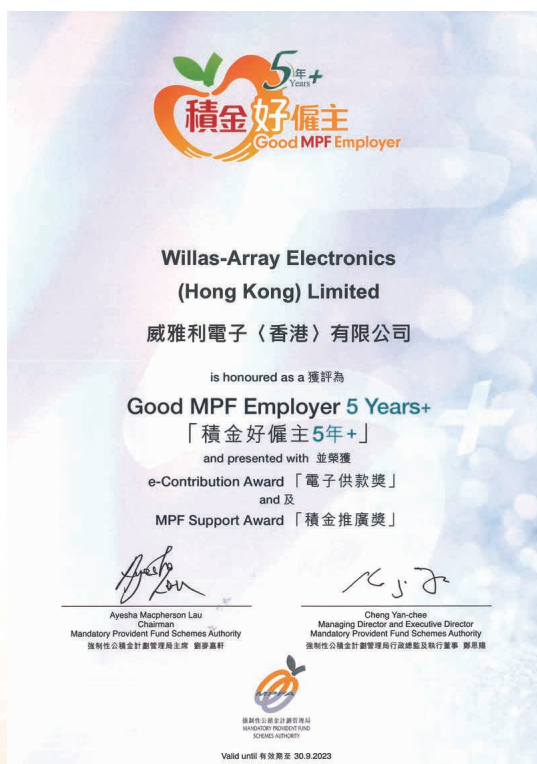 5年+
Years
積金好僱主
Good MPF Employer
Willas-Array Electronics
(Hong Kong) Limited
威雅利電子〈香港〉有限公司
is honoured as a 獲評為
Good MPF Employer 5 Years+
「積金好僱主5年+」
and presented with 並榮獲
e-Contribution Award「電子供款獎」
and 及
MPF Support Award「積金推廣獎」
Ayesha Macpherson Lau
Chairman
Mandatory Provident Fund Schemes Authority
強制性公積金計劃管理局主席 劉麥嘉軒
Cheng Yan-chee
Managing Director and Executive Director
Mandatory Provident Fund Schemes Authority
強制性公積金計劃管理局行政總監及執行董事 鄭恩賜
MPFA
強制性公積金計劃管理局
MANDATORY PROVIDENT FUND
SCHEMES AUTHORITY
Valid until 有效期至 30.9.2023